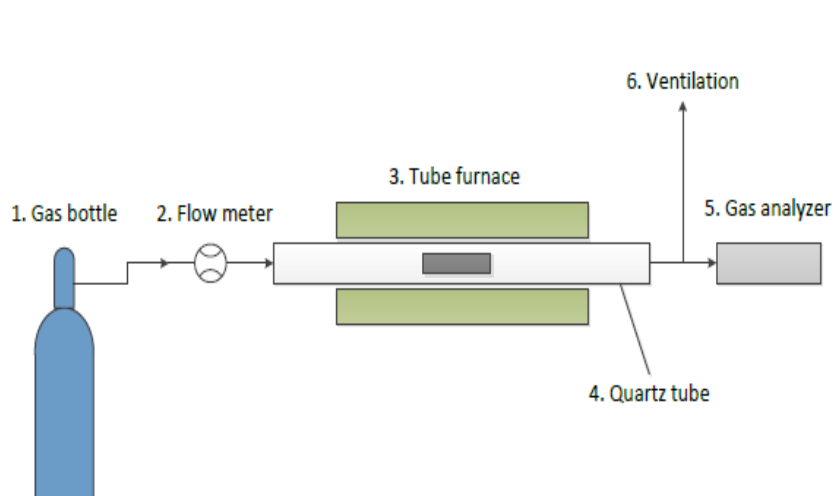 6. Ventilation
3. Tube furnace
1. Gas bottle
2. Flow meter
5. Gas analyzer
4. Quartz tube